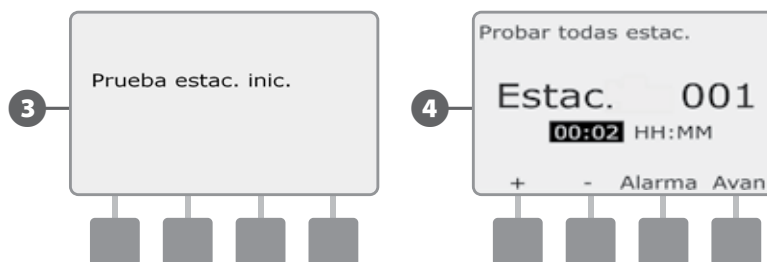 3
Prueba estac. inic.
4
Probar todas estac.
Estac. 001
00:02 HH:MM
+ - Alarma Avan